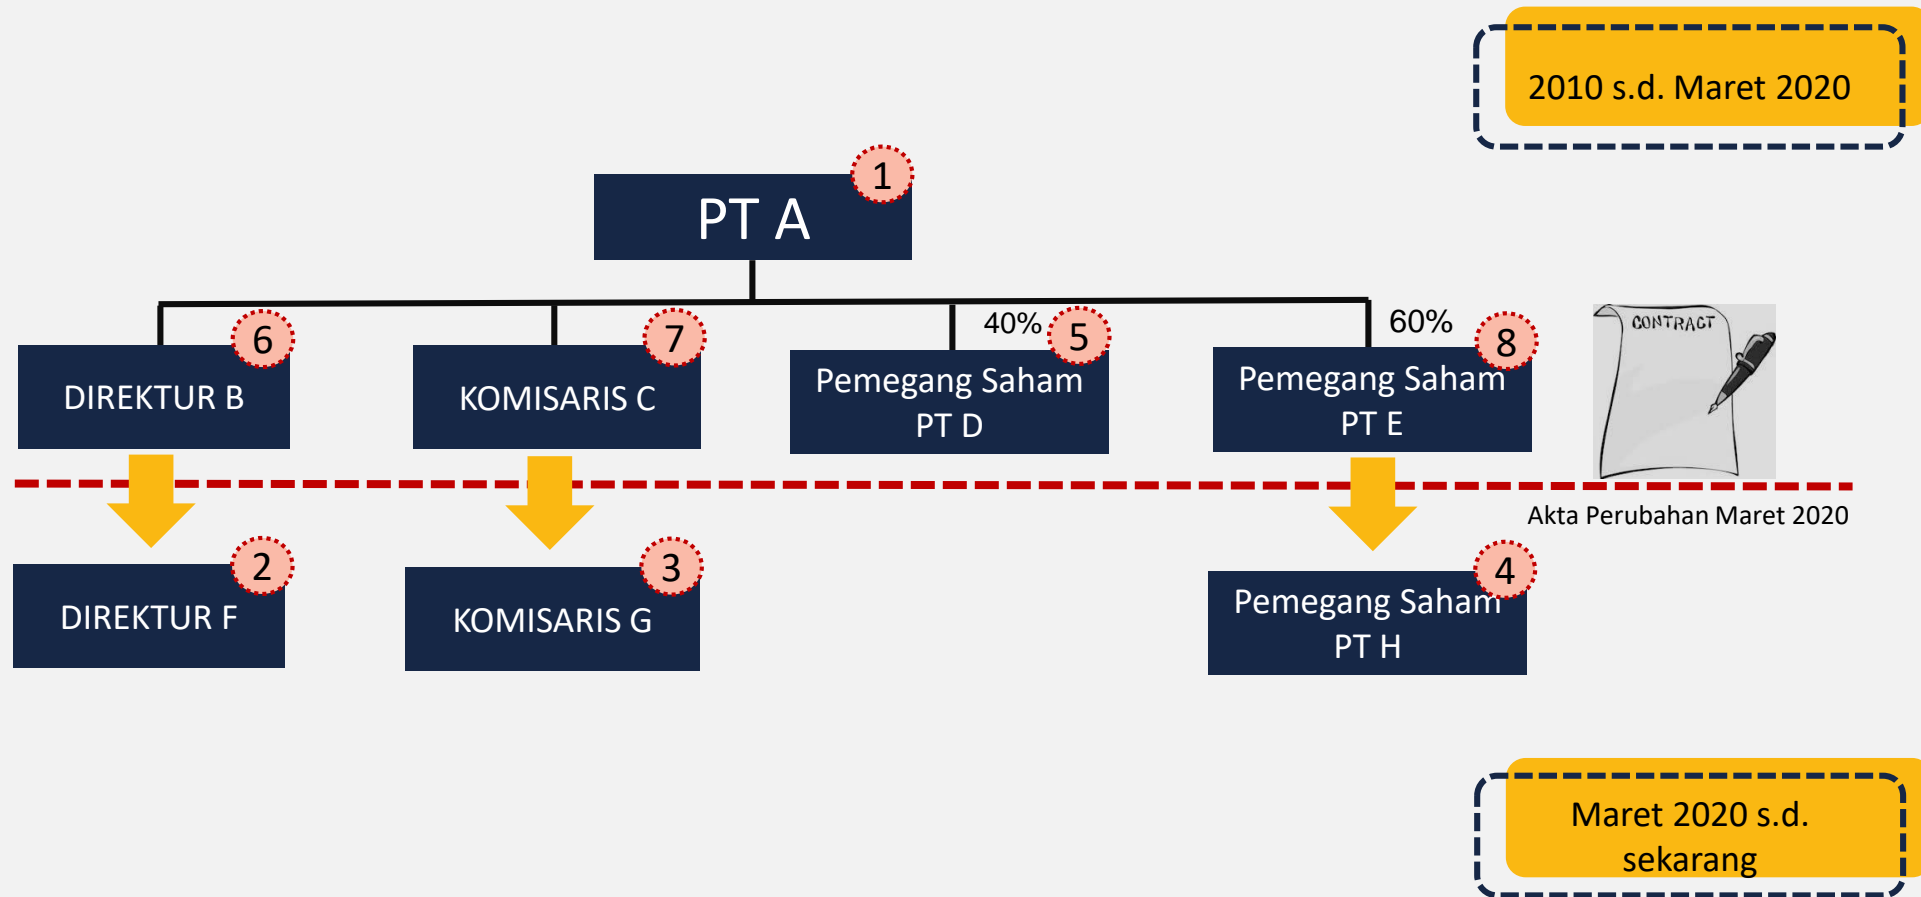 2010 s.d. Maret 2020
1
PT A
40%
60%
6
7
5
8
DIREKTUR B
KOMISARIS C
Pemegang Saham
PT D
Pemegang Saham
PT E
CONTRACT
Akta Perubahan Maret 2020
2
3
4
DIREKTUR F
KOMISARIS G
Pemegang Saham
PT H
Maret 2020 s.d.
sekarang